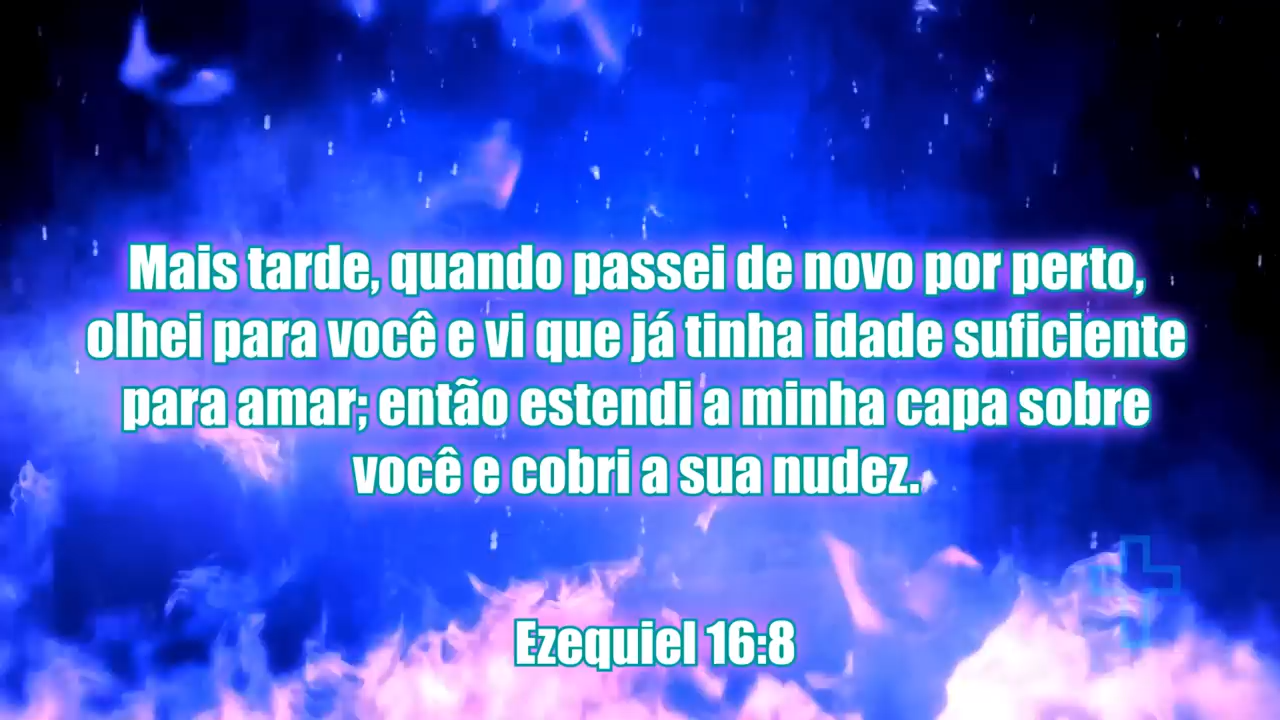 Mais tarde, quando passei de novo por perto,
olhei para você e vi que já tinha idade suficiente
para amar; então estendi a minha capa sobre
você e cobri a sua nudez.
Ezequiel 16:8